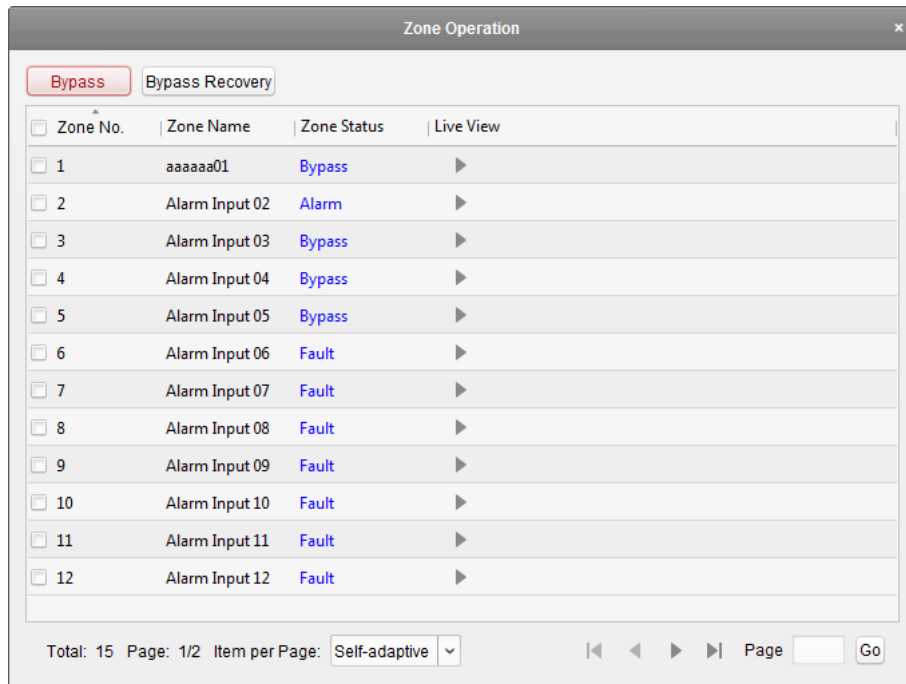 Zone Operation ×
Bypass Bypass Recovery
Zone No. Zone Name Zone Status Live View
1 aaaaaa01 Bypass
2 Alarm Input 02 Alarm
3 Alarm Input 03 Bypass
4 Alarm Input 04 Bypass
5 Alarm Input 05 Bypass
6 Alarm Input 06 Fault
7 Alarm Input 07 Fault
8 Alarm Input 08 Fault
9 Alarm Input 09 Fault
10 Alarm Input 10 Fault
11 Alarm Input 11 Fault
12 Alarm Input 12 Fault
Total: 15 Page: 1/2 Item per Page: Self-adaptive Page Go